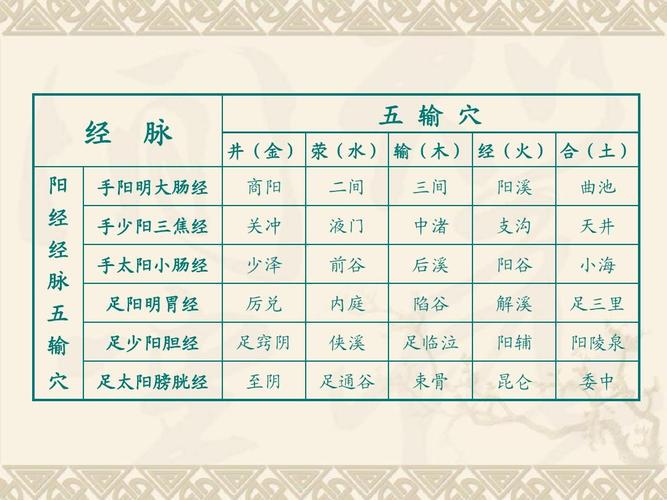 经 脉 五 输 穴
井（金） 荥（水） 输（木） 经（火） 合（土）
阳经经脉五输穴
手阳明大肠经 商阳 二间 三间 阳溪 曲池
手少阳三焦经 关冲 液门 中渚 支沟 天井
手太阳小肠经 少泽 前谷 后溪 阳谷 小海
足阳明胃经 厉兑 内庭 陷谷 解溪 足三里
足少阳胆经 足窍阴 侠溪 足临泣 阳辅 阳陵泉
足太阳膀胱经 至阴 足通谷 束骨 昆仑 委中